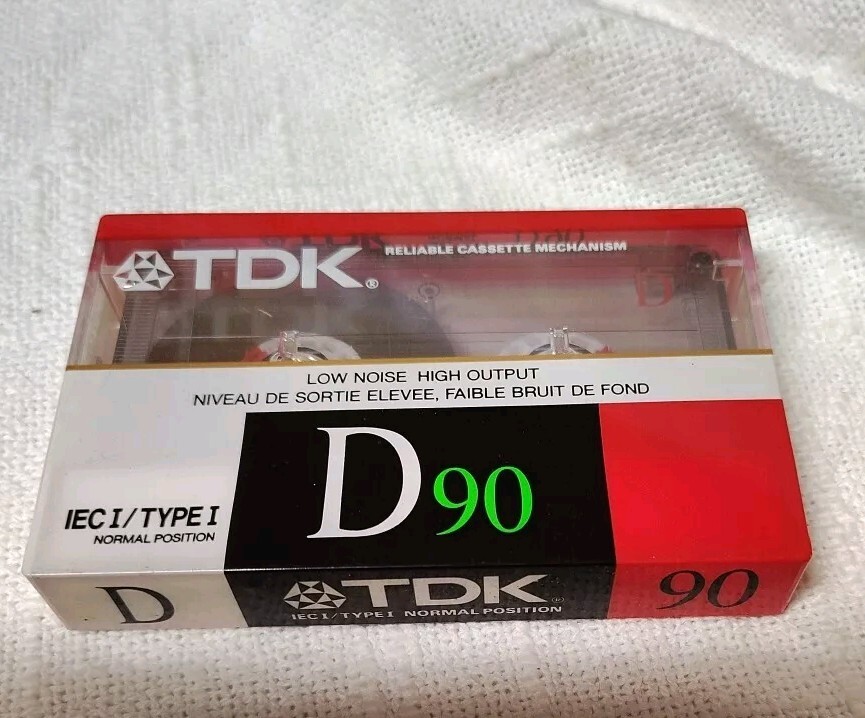 TDK®
RELIABLE CASSETTE MECHANISM
LOW NOISE HIGH OUTPUT
NIVEAU DE SORTIE ELEVEE, FAIBLE BRUIT DE FOND
D90
IEC I / TYPE I
NORMAL POSITION
D
TDK®
IEC I / TYPE I NORMAL POSITION
90